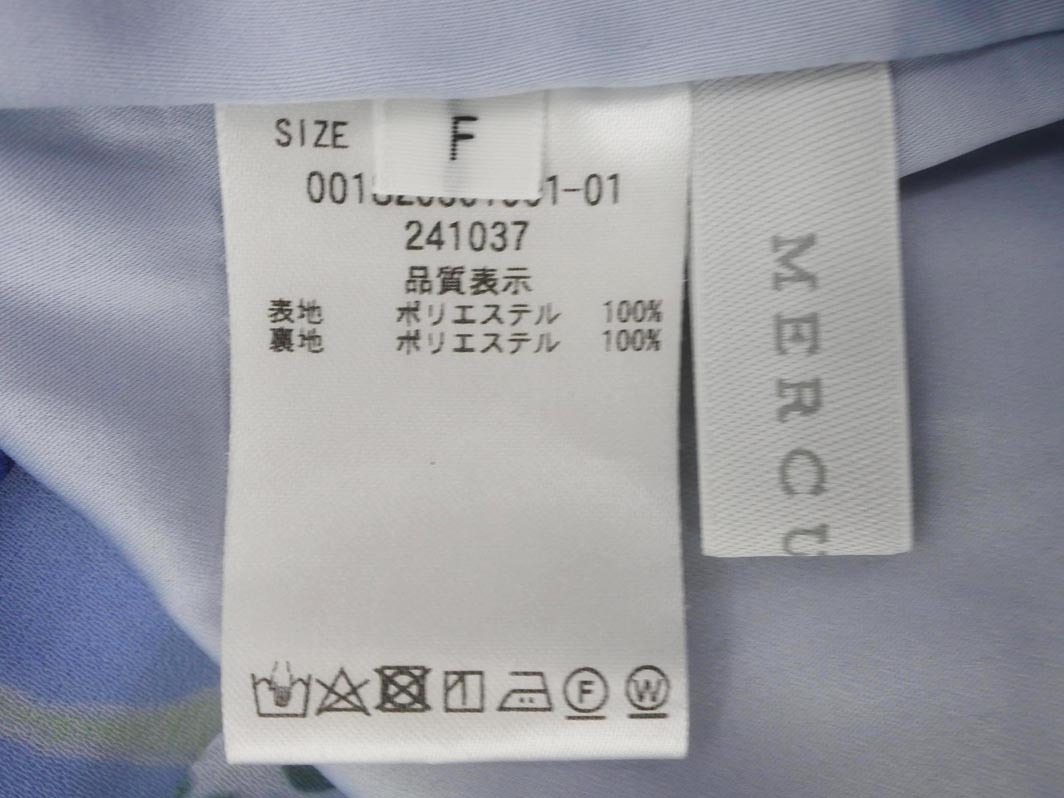 SIZE F
241037
品質表示
表地 ポリエステル 100%
裏地 ポリエステル 100%
F W
MERCU